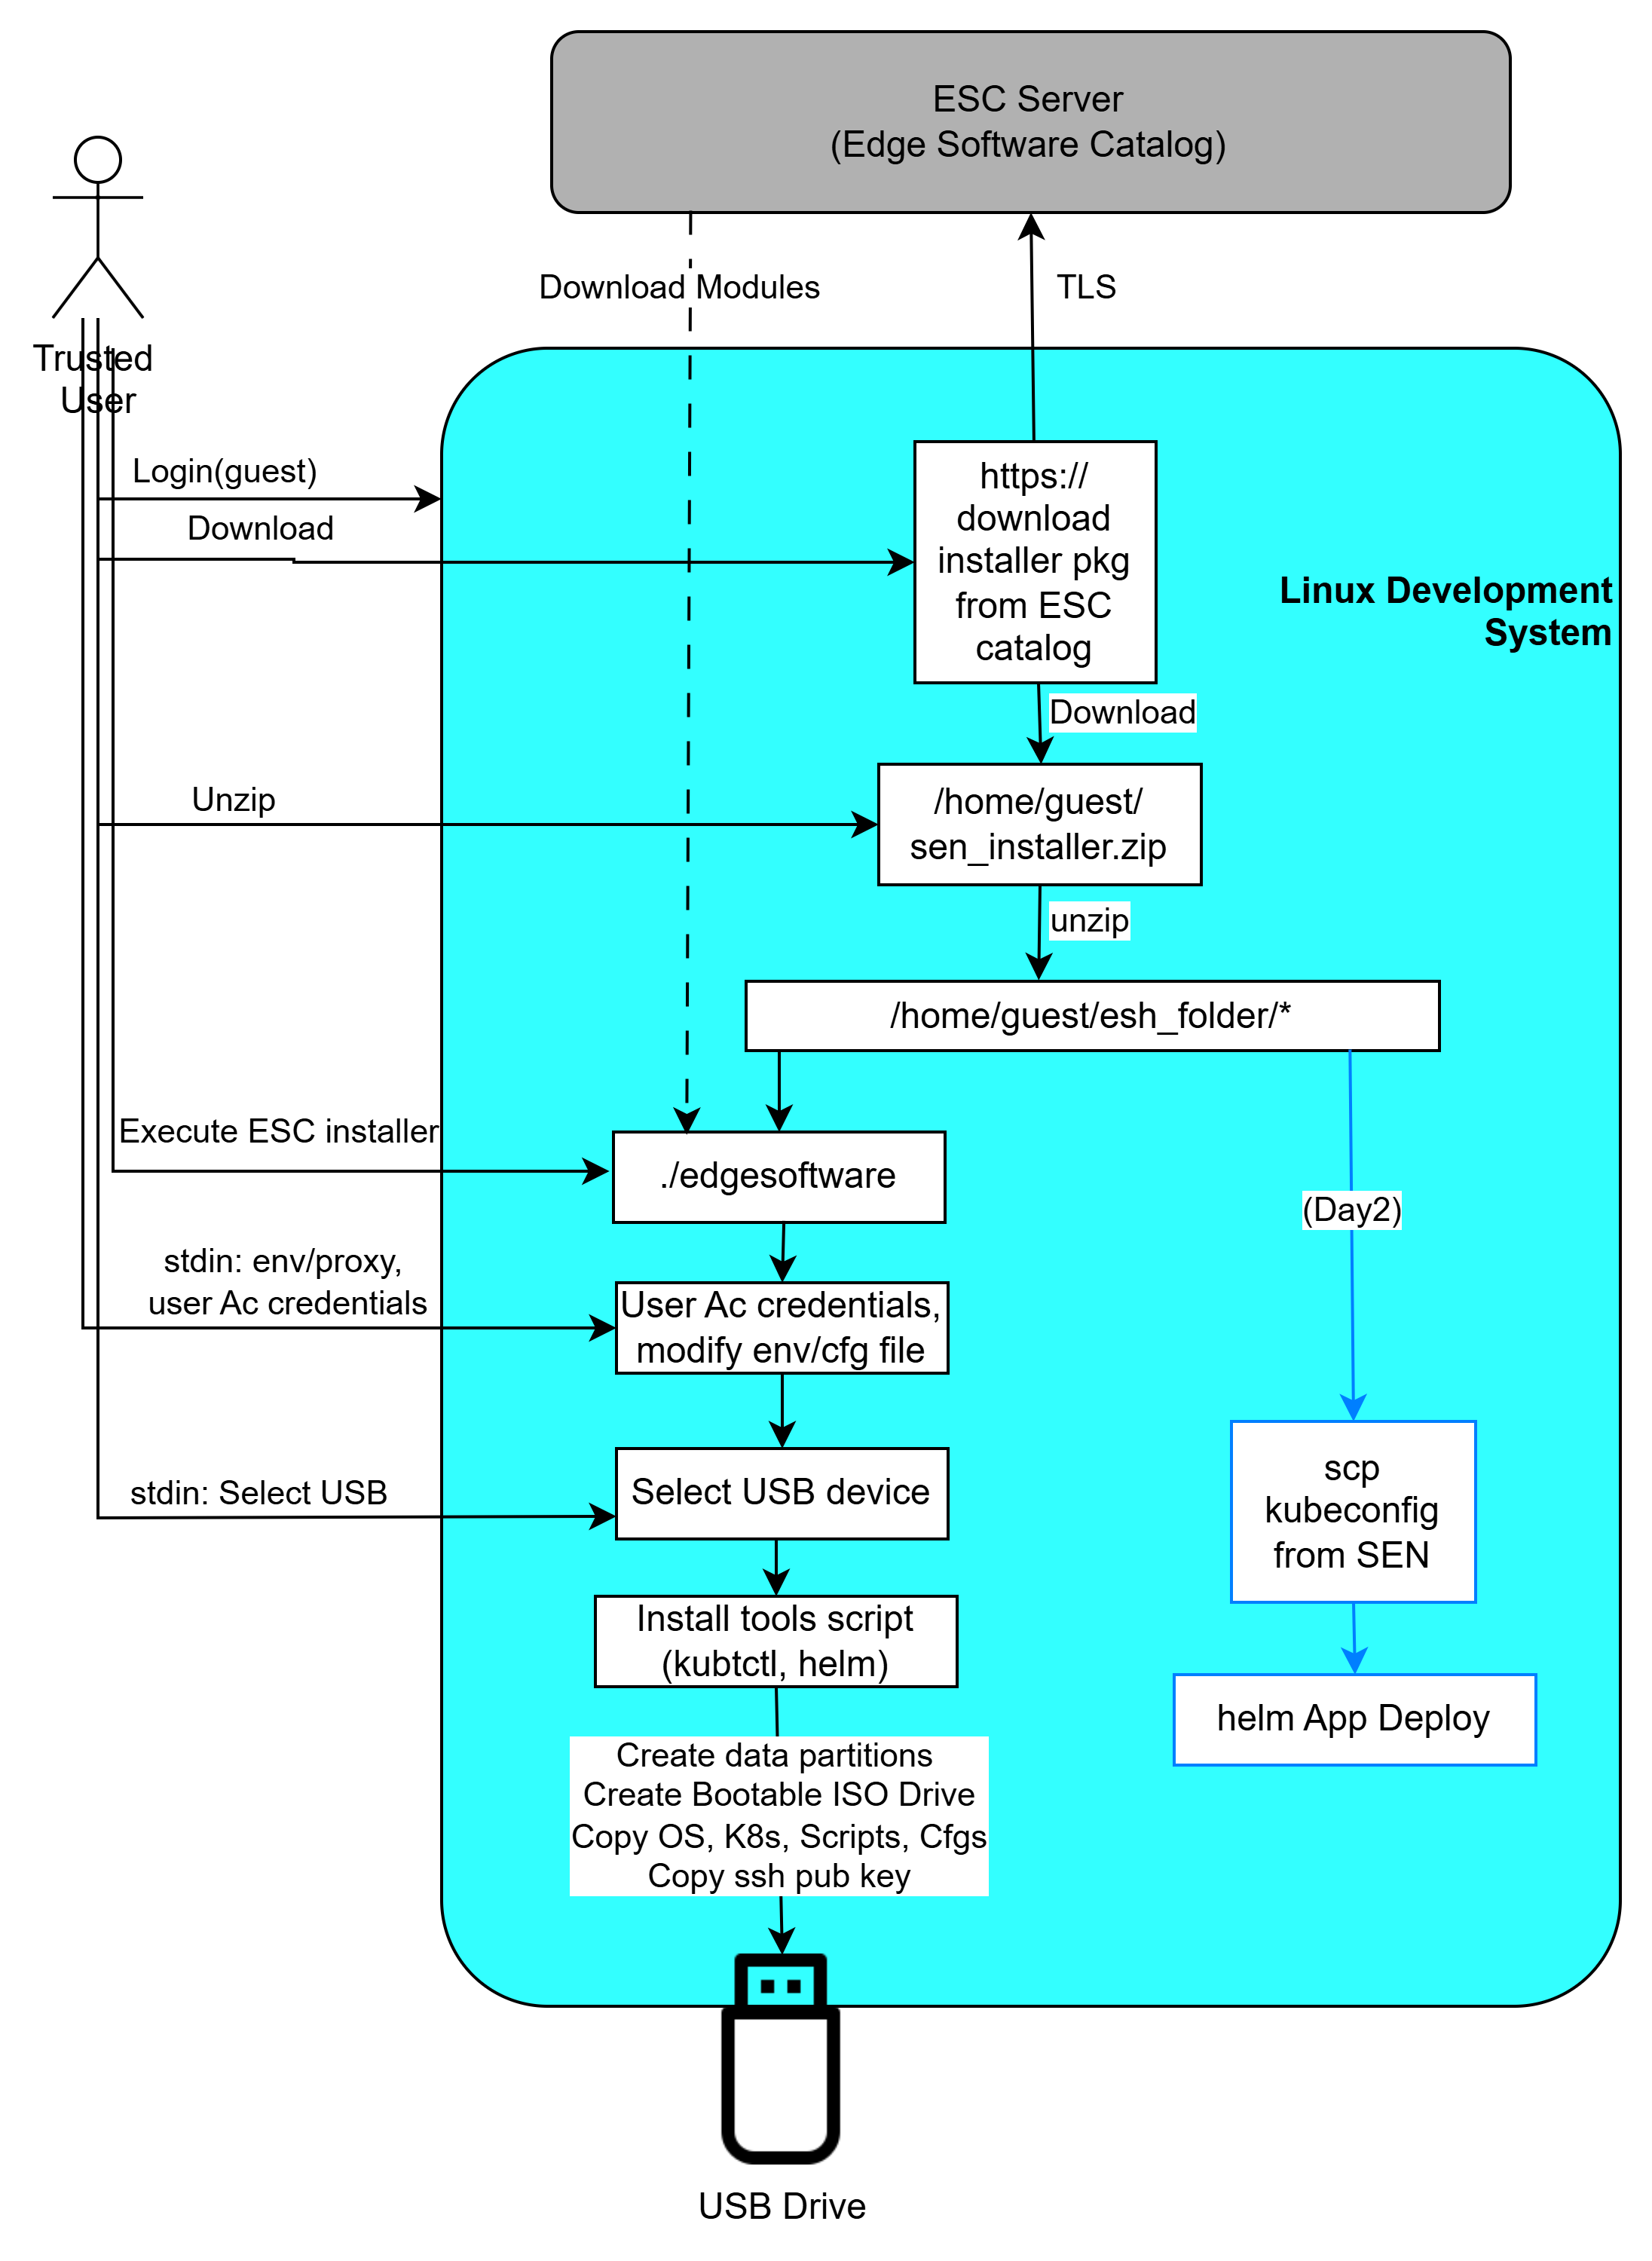 ESC Server
(Edge Software Catalog)
Download Modules
TLS
Trusted
User
Login(guest)
Download
https://
download
installer pkg
from ESC
catalog
Linux Development
System
Download
Unzip
/home/guest/
sen_installer.zip
unzip
/home/guest/esh_folder/*
Execute ESC installer
./edgesoftware
(Day2)
stdin: env/proxy,
user Ac credentials
User Ac credentials,
modify env/cfg file
stdin: Select USB
Select USB device
scp
kubeconfig
from SEN
Install tools script
(kubtctl, helm)
helm App Deploy
Create data partitions
Create Bootable ISO Drive
Copy OS, K8s, Scripts, Cfgs
Copy ssh pub key
USB Drive